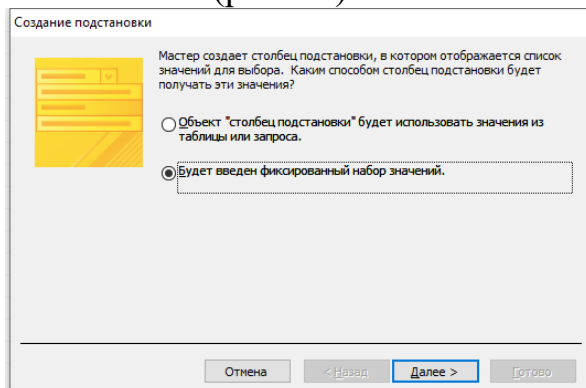 Создание подстановки
Мастер создает столбец подстановки, в котором отображается список
значений для выбора. Каким способом столбец подстановки будет
получать эти значения?
Объект "столбец подстановки" будет использовать значения из
таблицы или запроса.
Будет введен фиксированный набор значений.
Отмена < Назад Далее > Готово